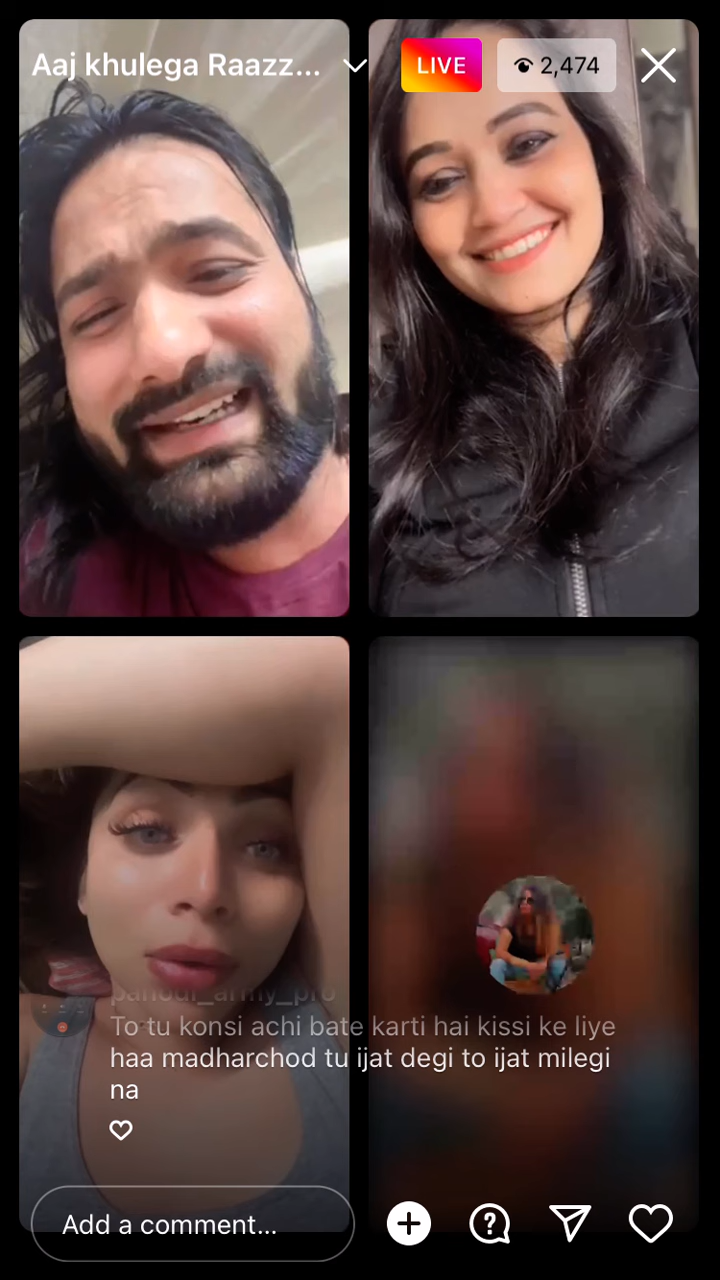 Aaj khulega Raazz...
LIVE
2,474
To tu konsi achi bate karti hai kissi ke liye
haa madharchod tu ijat degi to ijat milegi
na
Add a comment...